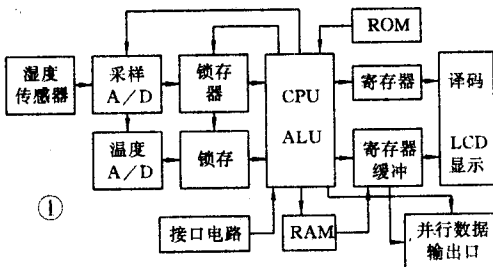 ROM
湿度
传感器
采样
A/D
锁存
器
CPU
ALU
寄存器
译码
LCD
显示
温度
A/D
锁存
寄存器
缓冲
①
接口电路
RAM
并行数据
输出口